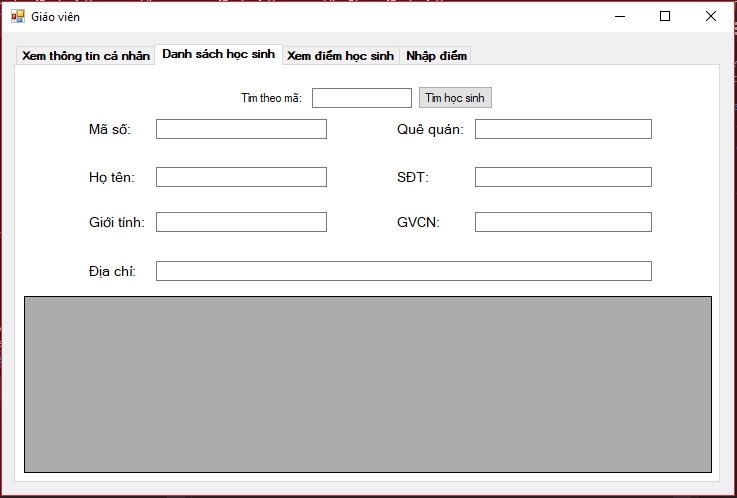 Giáo viên
Xem thông tin cá nhân Danh sách học sinh Xem điểm học sinh Nhập điểm
Tìm theo mã: Tìm học sinh
Mã số: Quê quán:
Họ tên: SĐT:
Giới tính: GVCN:
Địa chỉ: